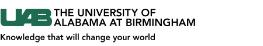 UAB THE UNIVERSITY OF
ALABAMA AT BIRMINGHAM
Knowledge that will change your world